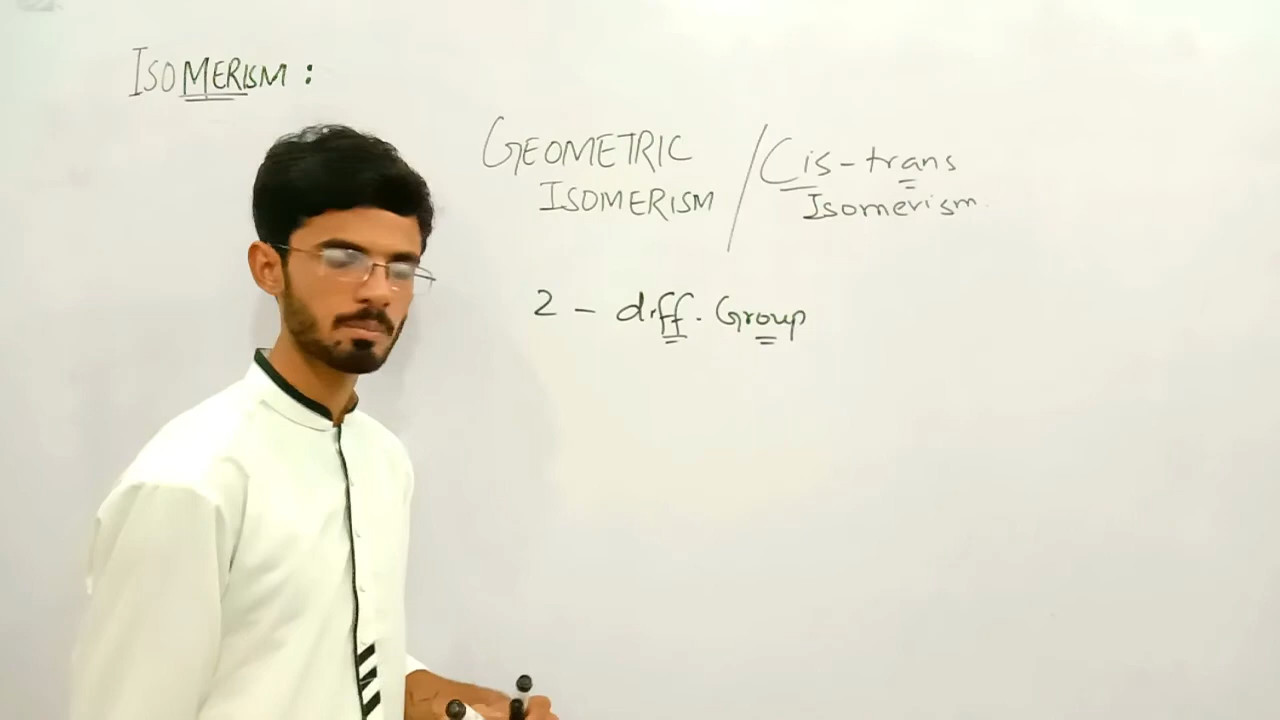 ISOMERISM :
GEOMETRIC
ISOMERISM /
Cis-trans
Isomerism.
2 - diff. Group